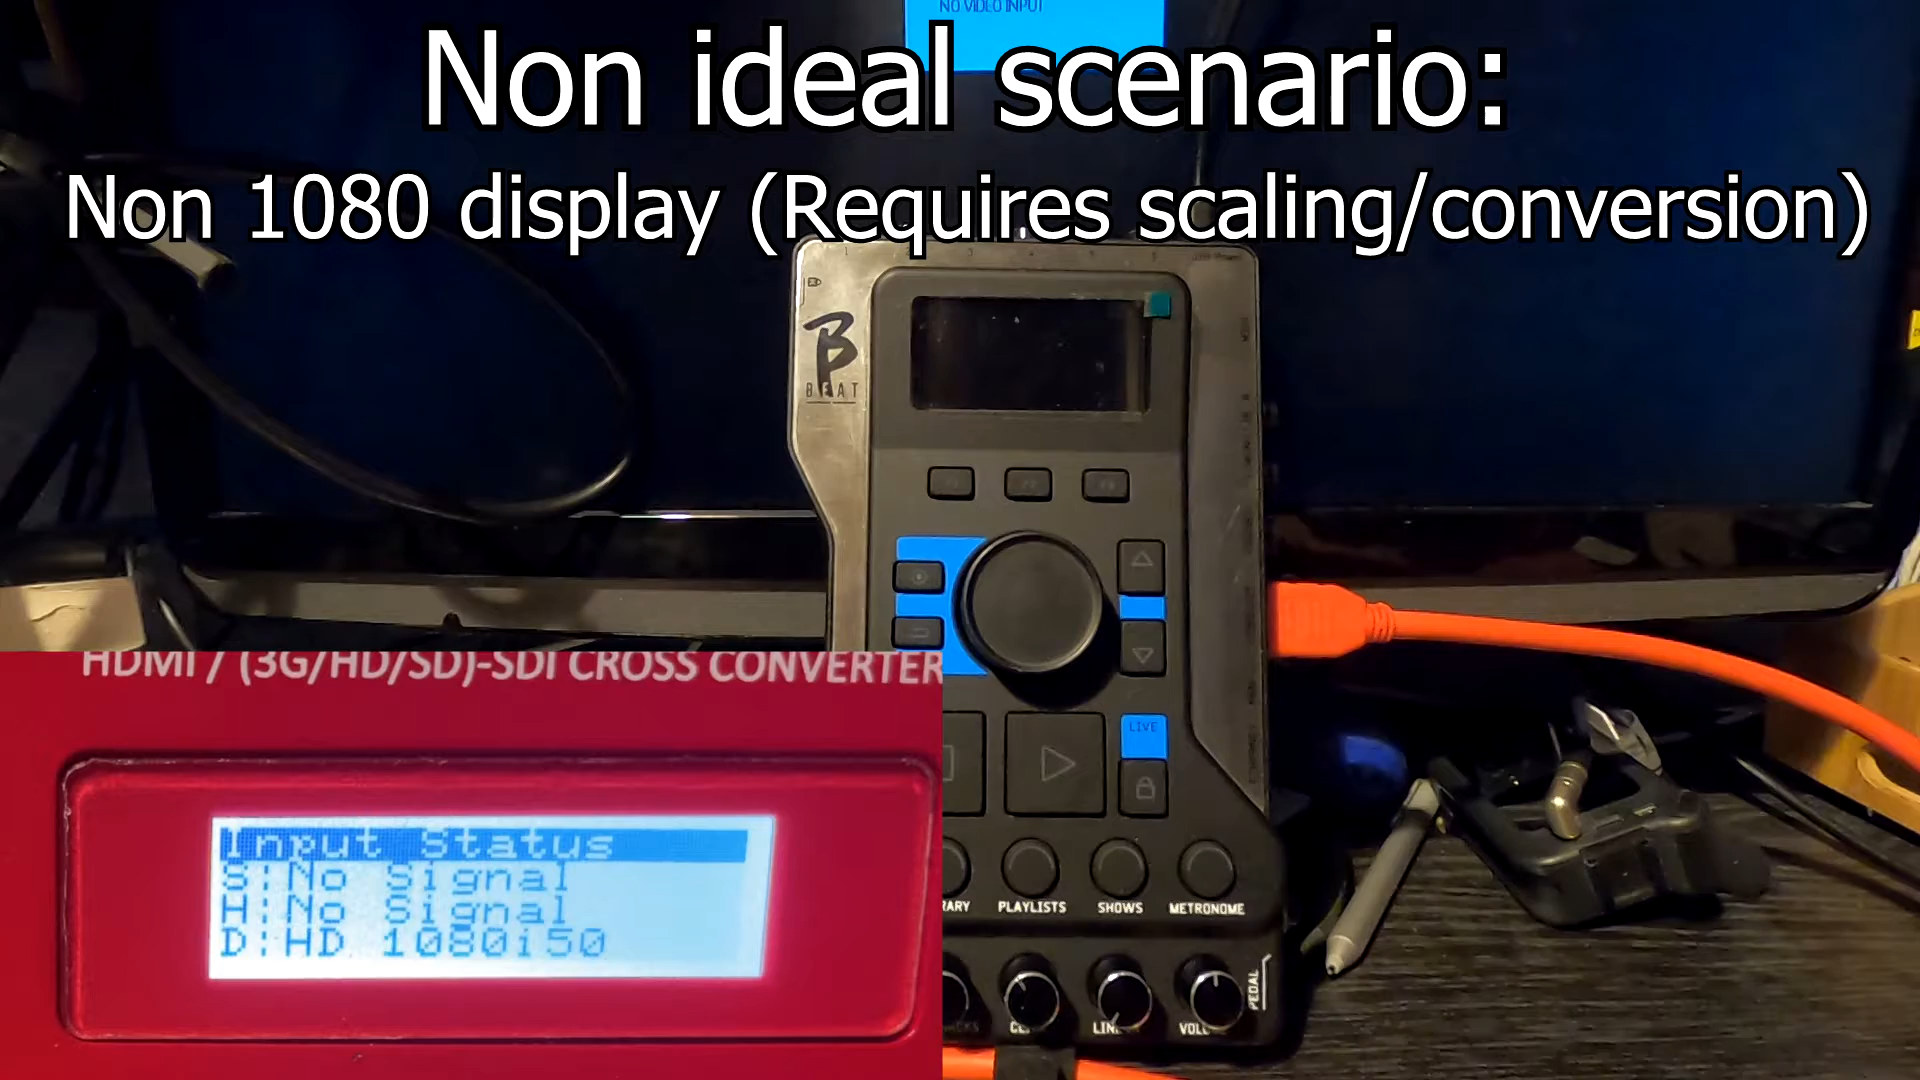 NO VIDEO INPUT
Non ideal scenario:
Non 1080 display (Requires scaling/conversion)
B
BEAT
LIVE
HDMI / (3G/HD/SD)-SDI CROSS CONVERTER
Input Status
S:No Signal
H:No Signal
D:HD 1080i50
RARY PLAYLISTS SHOWS METRONOME
PEDAL